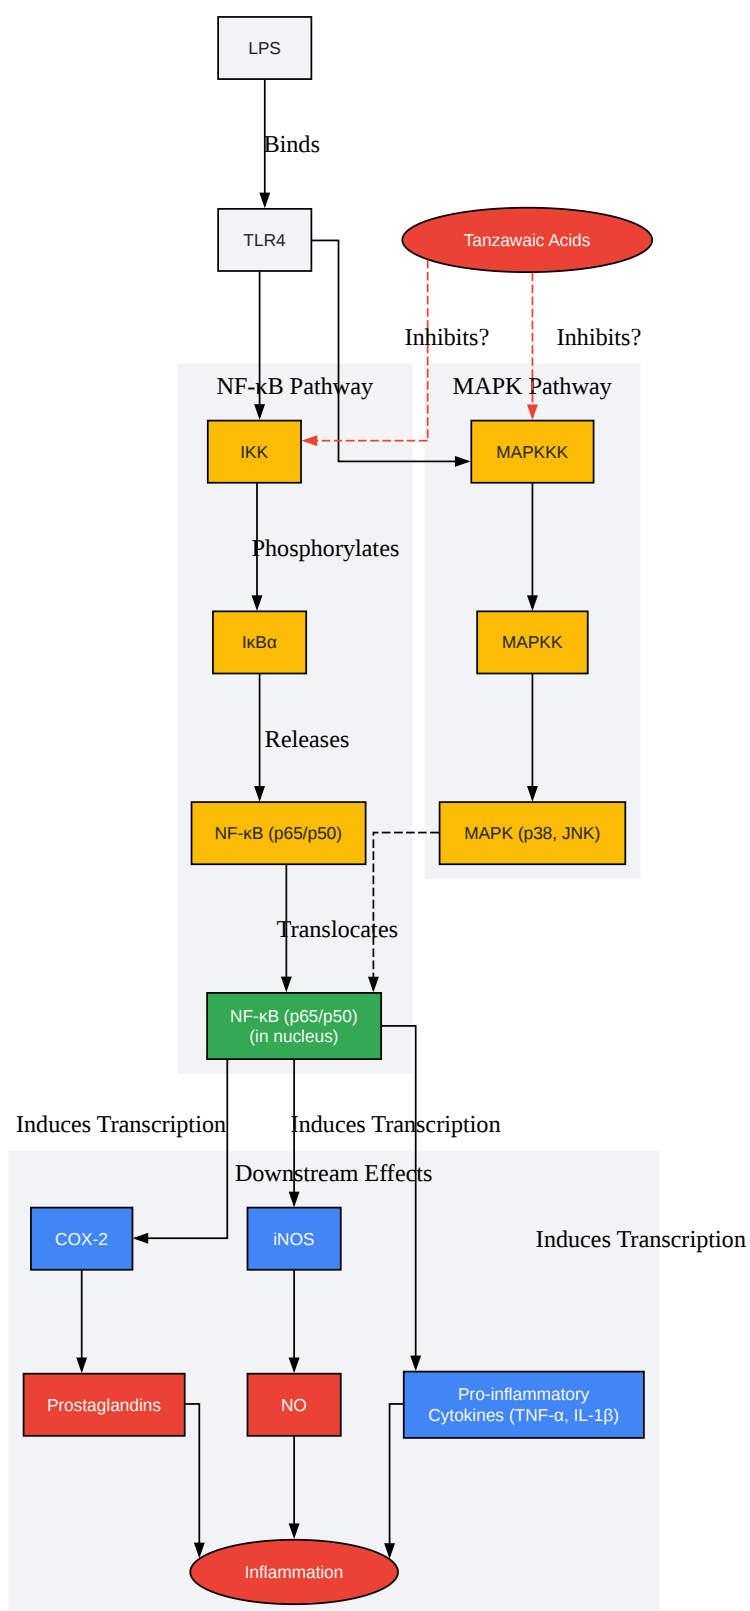 LPS
Binds
TLR4
Tanzawaic Acids
Inhibits?
Inhibits?
NF-κB Pathway
MAPK Pathway
IKK
MAPKKK
Phosphorylates
IκBα
MAPKK
Releases
NF-κB (p65/p50)
MAPK (p38, JNK)
Translocates
NF-κB (p65/p50)
(in nucleus)
Induces Transcription
Induces Transcription
Downstream Effects
COX-2
iNOS
Induces Transcription
Prostaglandins
NO
Pro-inflammatory
Cytokines (TNF-α, IL-1β)
Inflammation